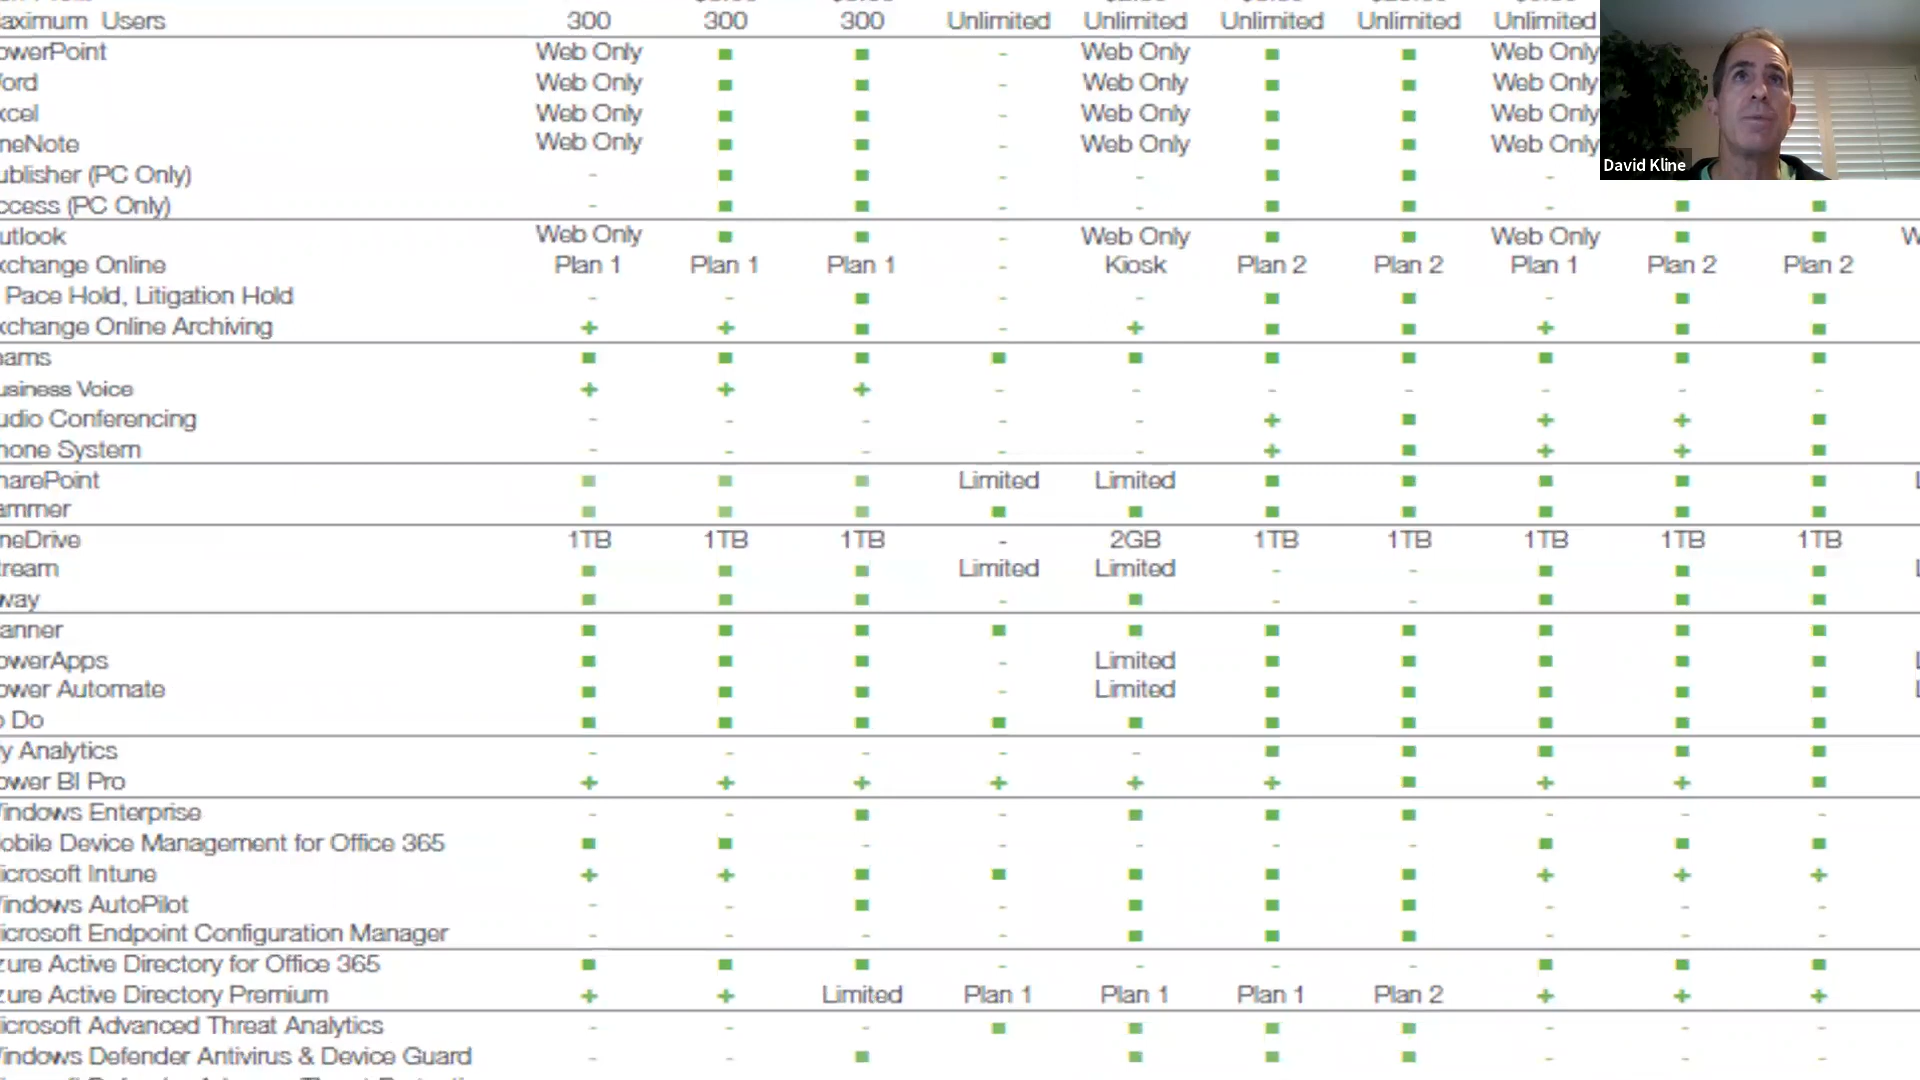 aximum Users 300 300 300 Unlimited Unlimited Unlimited Unlimited Unlimited
David Kline
owerPoint Web Only ■ ■ - Web Only ■ ■ Web Only
ord Web Only ■ ■ - Web Only ■ ■ Web Only
xcel Web Only ■ ■ - Web Only ■ ■ Web Only
neNote Web Only ■ ■ - Web Only ■ ■ Web Only
ublisher (PC Only) - ■ ■ - - ■ ■ - ■ ■
ccess (PC Only) - ■ ■ - - ■ ■ - ■ ■
utlook Web Only ■ ■ - Web Only ■ ■ Web Only ■ ■ W
xchange Online Plan 1 Plan 1 Plan 1 - Kiosk Plan 2 Plan 2 Plan 1 Plan 2 Plan 2
Pace Hold, Litigation Hold - - ■ - - ■ ■ - ■ ■
xchange Online Archiving + + ■ - + ■ ■ + ■ ■
ams ■ ■ ■ ■ ■ ■ ■ ■ ■ ■
usiness Voice + + + - - - - - - -
udio Conferencing - - - - - + ■ + + ■
hone System - - - - - + ■ + + ■
harePoint ■ ■ ■ Limited Limited ■ ■ ■ ■ ■ L
ammer ■ ■ ■ ■ ■ ■ ■ ■ ■ ■
neDrive 1TB 1TB 1TB - 2GB 1TB 1TB 1TB 1TB 1TB
tream ■ ■ ■ Limited Limited - - ■ ■ ■ L
way ■ ■ ■ - ■ - - ■ ■ ■
anner ■ ■ ■ ■ ■ ■ ■ ■ ■ ■
owerApps ■ ■ ■ - Limited ■ ■ ■ ■ ■ L
ower Automate ■ ■ ■ - Limited ■ ■ ■ ■ ■ L
o Do ■ ■ ■ ■ ■ ■ ■ ■ ■ ■
y Analytics - - - - - ■ ■ ■ ■ ■
ower BI Pro + + + + + + ■ + + ■
indows Enterprise - - ■ - ■ ■ ■ - - -
obile Device Management for Office 365 ■ ■ - - - - - ■ ■ ■
icrosoft Intune + + ■ ■ ■ ■ ■ + + +
indows AutoPilot - - ■ - ■ ■ ■ - - -
icrosoft Endpoint Configuration Manager - - - - ■ ■ ■ - - -
zure Active Directory for Office 365 ■ ■ ■ - - - - ■ ■ ■
zure Active Directory Premium + + Limited Plan 1 Plan 1 Plan 1 Plan 2 + + +
icrosoft Advanced Threat Analytics - - - ■ ■ ■ ■ - - -
indows Defender Antivirus & Device Guard - - ■ ■ ■ ■ - - -